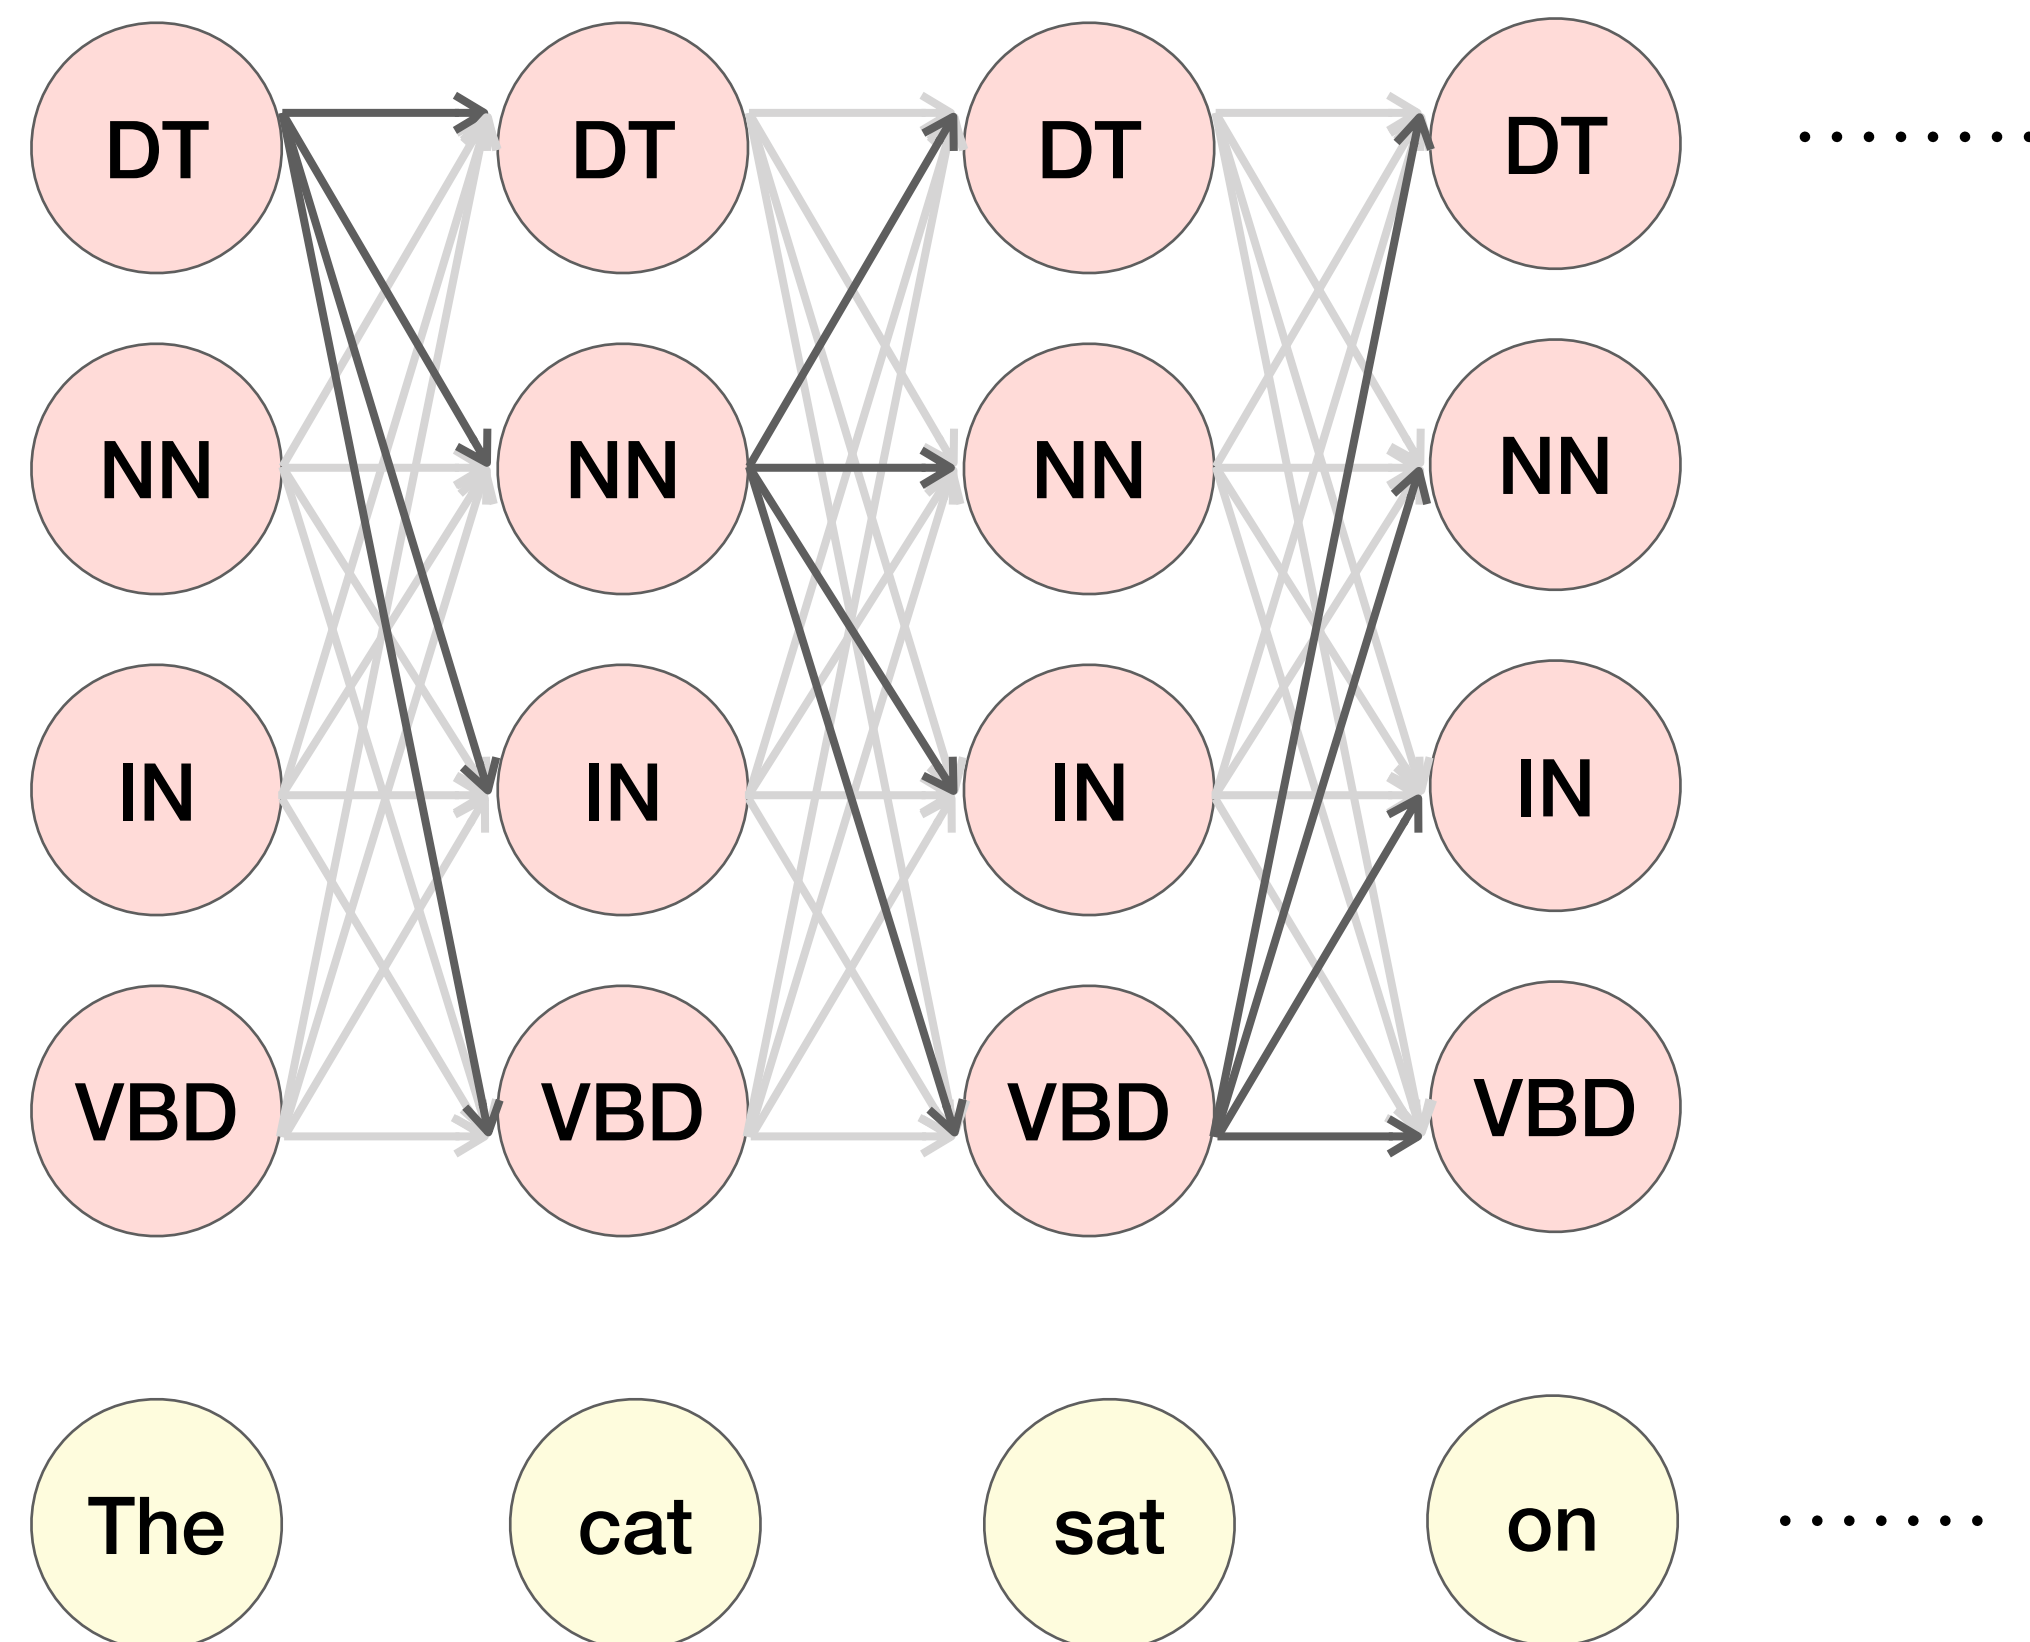 DT DT DT DT
NN NN NN NN
IN IN IN IN
VBD VBD VBD VBD
The cat sat on